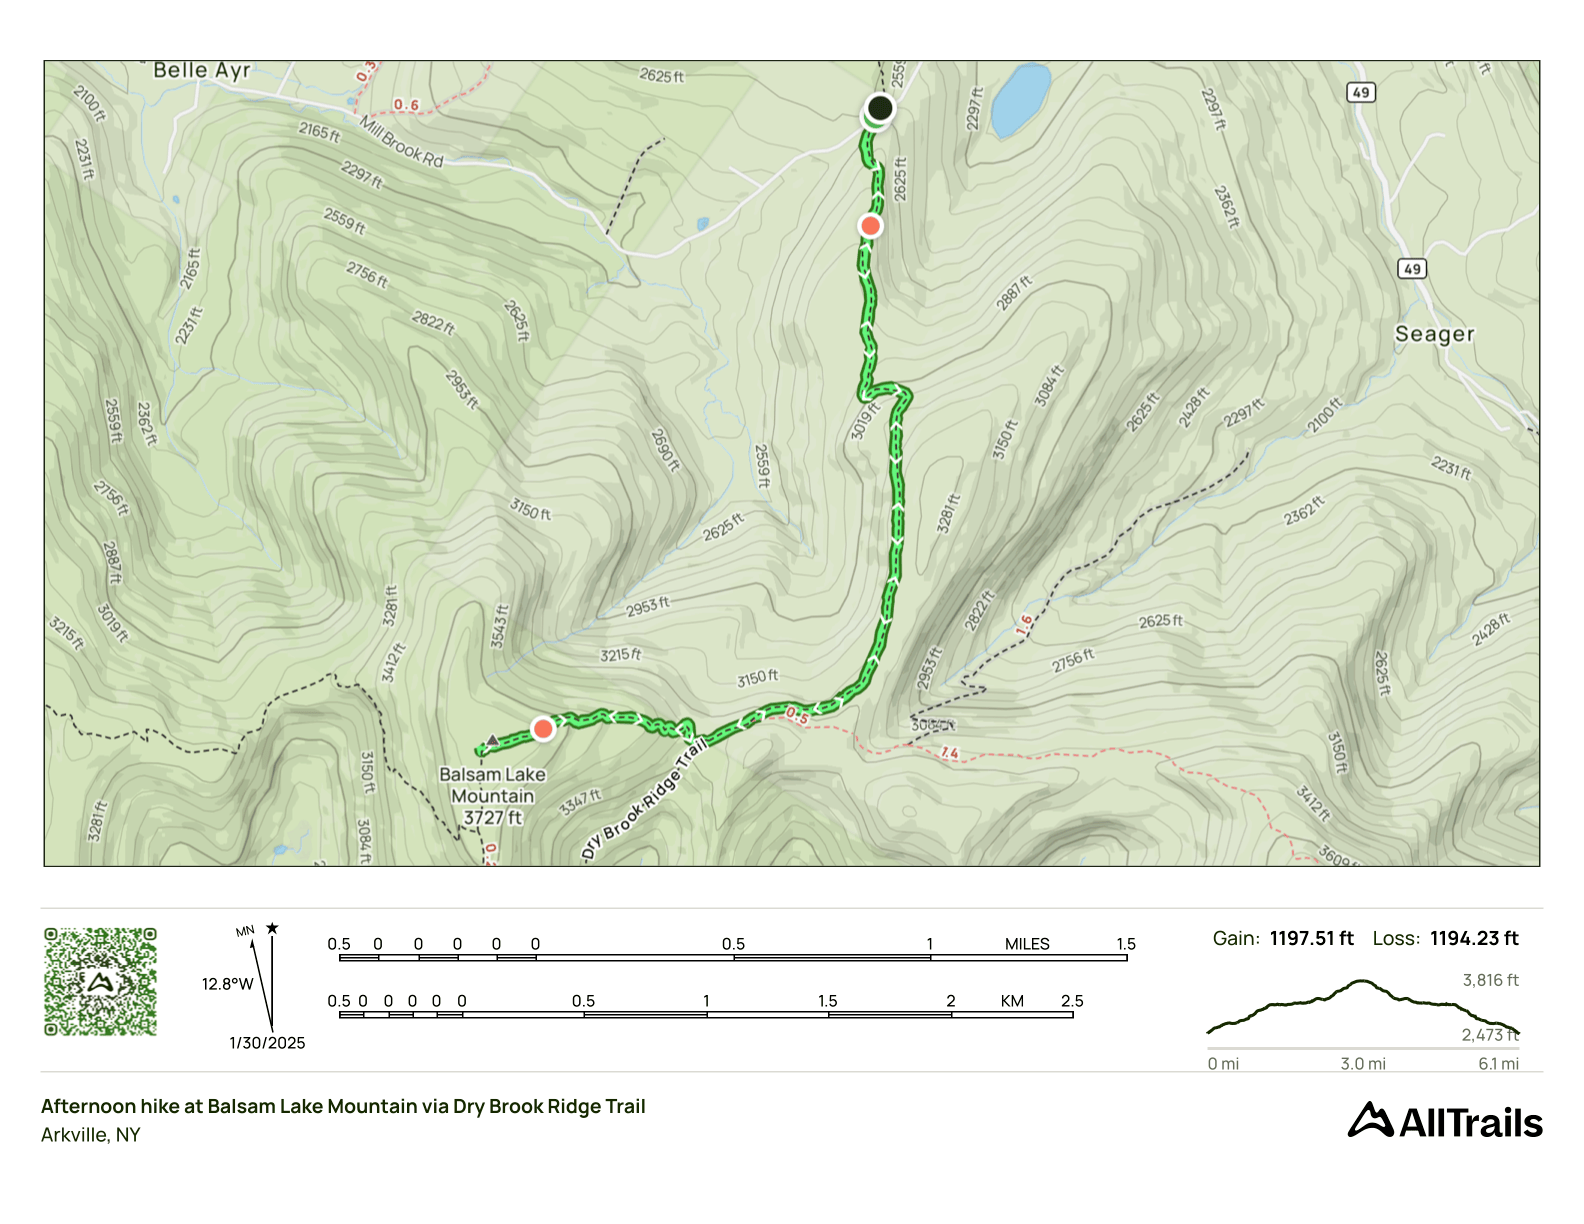 Belle Ayr
0.3
0.6
2625 ft
2559
2297 ft
49
2297 ft
2100 ft
2165 ft
Mill Brook Rd
2231 ft
2297 ft
2625 ft
2362 ft
2559 ft
2165 ft
2756 ft
49
2887 ft
2822 ft
2625 ft
2231 ft
Seager
2953 ft
3084 ft
2559 ft
2362 ft
3019 ft
2625 ft
2428 ft
2297 ft
2100 ft
2690 ft
2559 ft
3150 ft
2231 ft
2756 ft
3150 ft
2625 ft
3281 ft
2362 ft
2887 ft
3281 ft
2953 ft
2822 ft
3215 ft
3019 ft
3543 ft
1.6
2625 ft
2428 ft
3412 ft
3215 ft
3150 ft
2953 ft
2756 ft
2625 ft
0.5
3084 ft
1.4
3150 ft
3150 ft
Balsam Lake
Mountain
3727 ft
3347 ft
Dry Brook Ridge Trail
3281 ft
3084 ft
3412 ft
3609 ft
MN
12.8°W
1/30/2025
0.5 0 0 0 0 0 0.5 1 MILES 1.5
0.5 0 0 0 0 0 0.5 1 1.5 2 KM 2.5
Gain: 1197.51 ft Loss: 1194.23 ft
3,816 ft
2,473 ft
0 mi 3.0 mi 6.1 mi
Afternoon hike at Balsam Lake Mountain via Dry Brook Ridge Trail
Arkville, NY
AllTrails